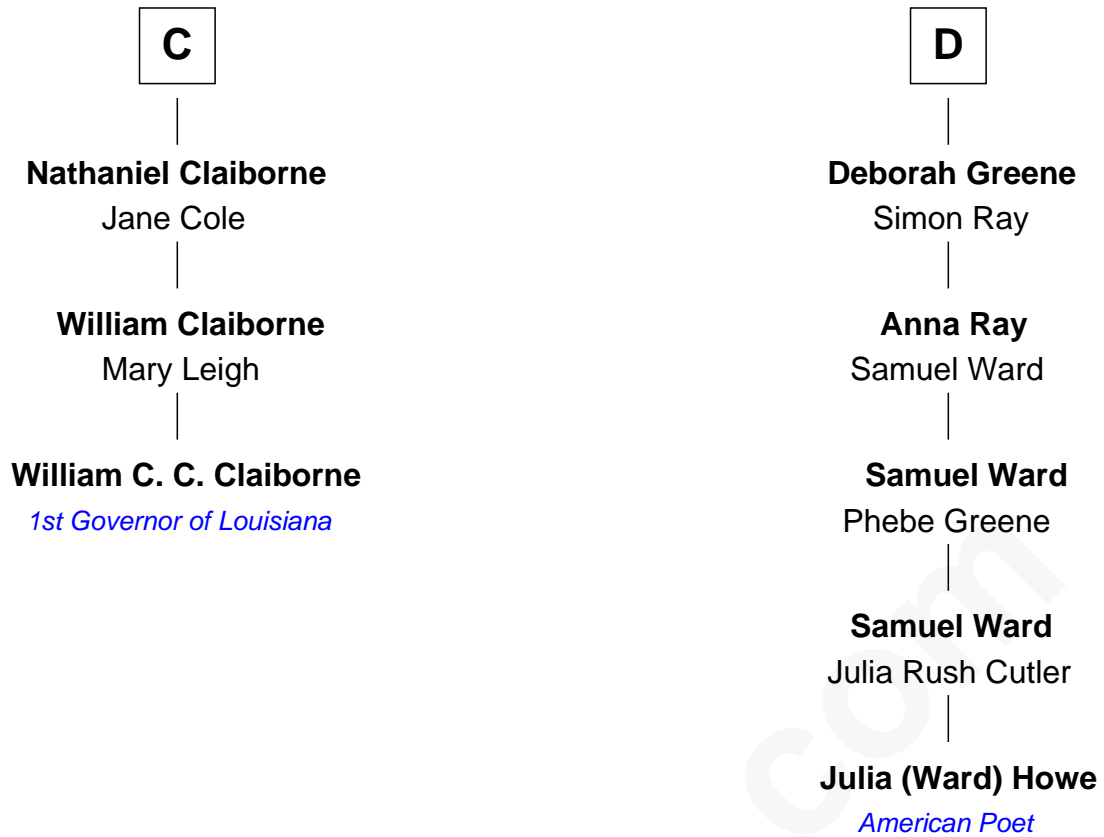 C
Nathaniel Claiborne
Jane Cole
William Claiborne
Mary Leigh
William C. C. Claiborne
1st Governor of Louisiana
D
Deborah Greene
Simon Ray
Anna Ray
Samuel Ward
Samuel Ward
Phebe Greene
Samuel Ward
Julia Rush Cutler
Julia (Ward) Howe
American Poet
com